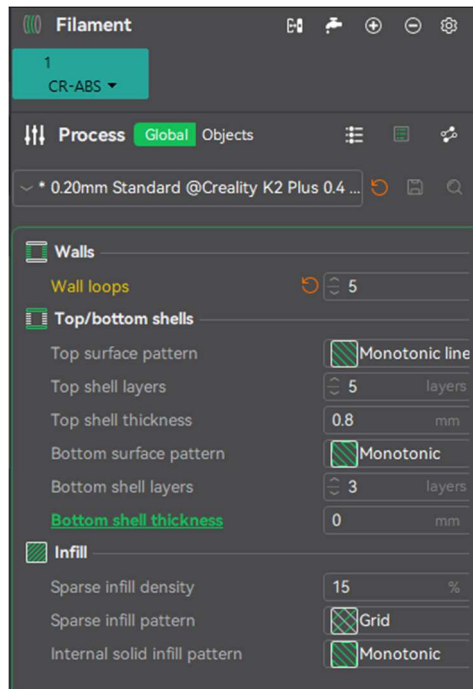 Filament
1
CR-ABS
Process Global Objects
* 0.20mm Standard @Creality K2 Plus 0.4 ...
Walls
Wall loops 5
Top/bottom shells
Top surface pattern Monotonic line
Top shell layers 5 layers
Top shell thickness 0.8 mm
Bottom surface pattern Monotonic
Bottom shell layers 3 layers
Bottom shell thickness 0 mm
Infill
Sparse infill density 15 %
Sparse infill pattern Grid
Internal solid infill pattern Monotonic